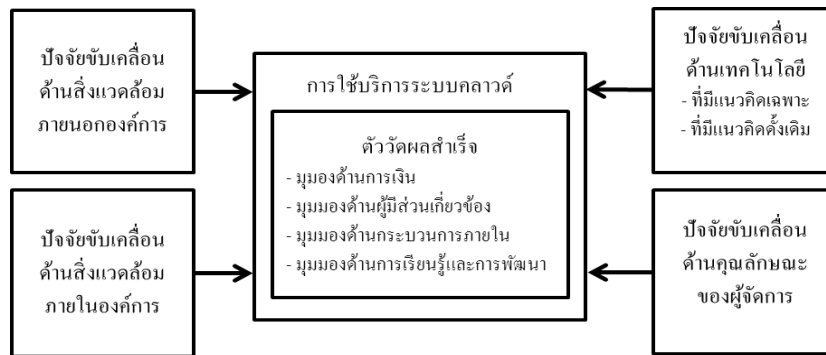 ปัจจัยขับเคลื่อน
ด้านสิ่งแวดล้อม
ภายนอกองค์การ
ปัจจัยขับเคลื่อน
ด้านสิ่งแวดล้อม
ภายในองค์การ
การใช้บริการระบบคลาวด์
ตัววัดผลสำเร็จ
- มุมองด้านการเงิน
- มุมมองด้านผู้มีส่วนเกี่ยวข้อง
- มุมมองด้านกระบวนการภายใน
- มุมมองด้านการเรียนรู้และการพัฒนา
ปัจจัยขับเคลื่อน
ด้านเทคโนโลยี
- ที่มีแนวคิดเฉพาะ
- ที่มีแนวคิดดั้งเดิม
ปัจจัยขับเคลื่อน
ด้านคุณลักษณะ
ของผู้จัดการ